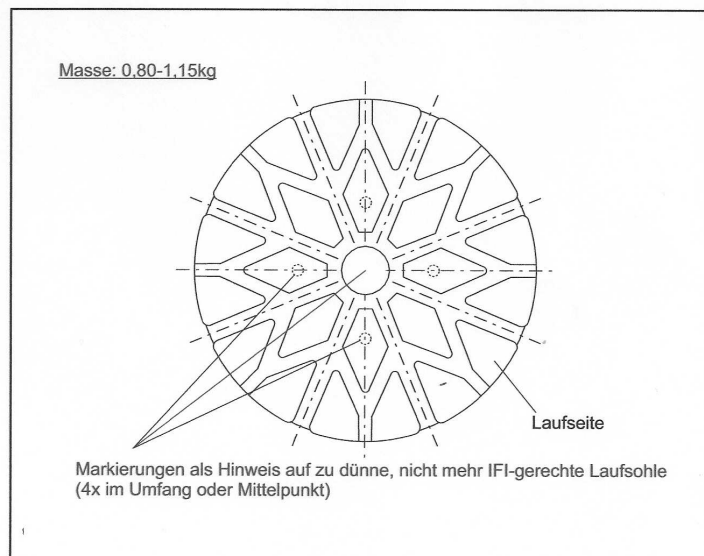 Masse: 0,80-1,15kg
Laufseite
Markierungen als Hinweis auf zu dünne, nicht mehr IFI-gerechte Laufsohle
(4x im Umfang oder Mittelpunkt)
1